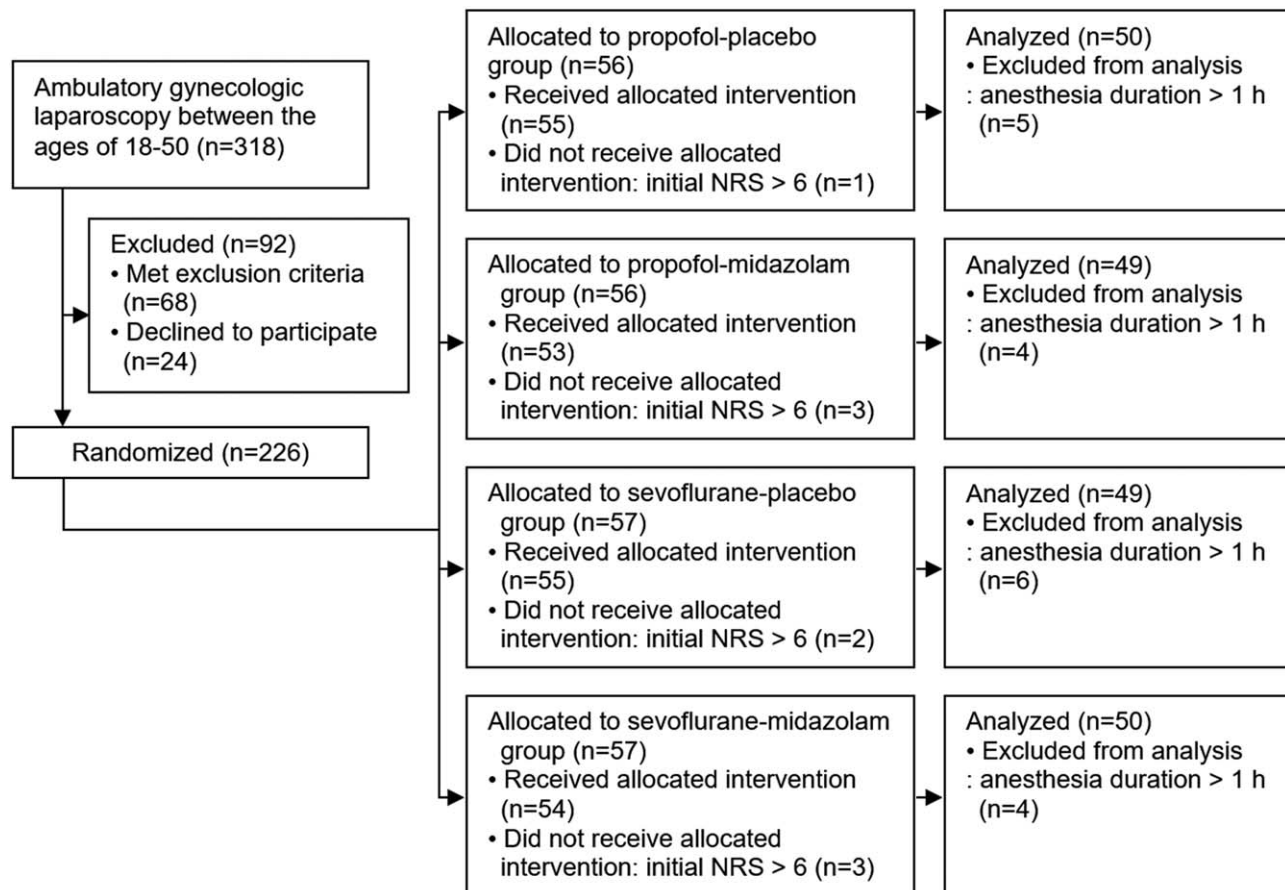 Ambulatory gynecologic
laparoscopy between the
ages of 18-50 (n=318)
Excluded (n=92)
• Met exclusion criteria
(n=68)
• Declined to participate
(n=24)
Randomized (n=226)
Allocated to propofol-placebo
group (n=56)
• Received allocated intervention
(n=55)
• Did not receive allocated
intervention: initial NRS > 6 (n=1)
Analyzed (n=50)
• Excluded from analysis
: anesthesia duration > 1 h
(n=5)
Allocated to propofol-midazolam
group (n=56)
• Received allocated intervention
(n=53)
• Did not receive allocated
intervention: initial NRS > 6 (n=3)
Analyzed (n=49)
• Excluded from analysis
: anesthesia duration > 1 h
(n=4)
Allocated to sevoflurane-placebo
group (n=57)
• Received allocated intervention
(n=55)
• Did not receive allocated
intervention: initial NRS > 6 (n=2)
Analyzed (n=49)
• Excluded from analysis
: anesthesia duration > 1 h
(n=6)
Allocated to sevoflurane-midazolam
group (n=57)
• Received allocated intervention
(n=54)
• Did not receive allocated
intervention: initial NRS > 6 (n=3)
Analyzed (n=50)
• Excluded from analysis
: anesthesia duration > 1 h
(n=4)